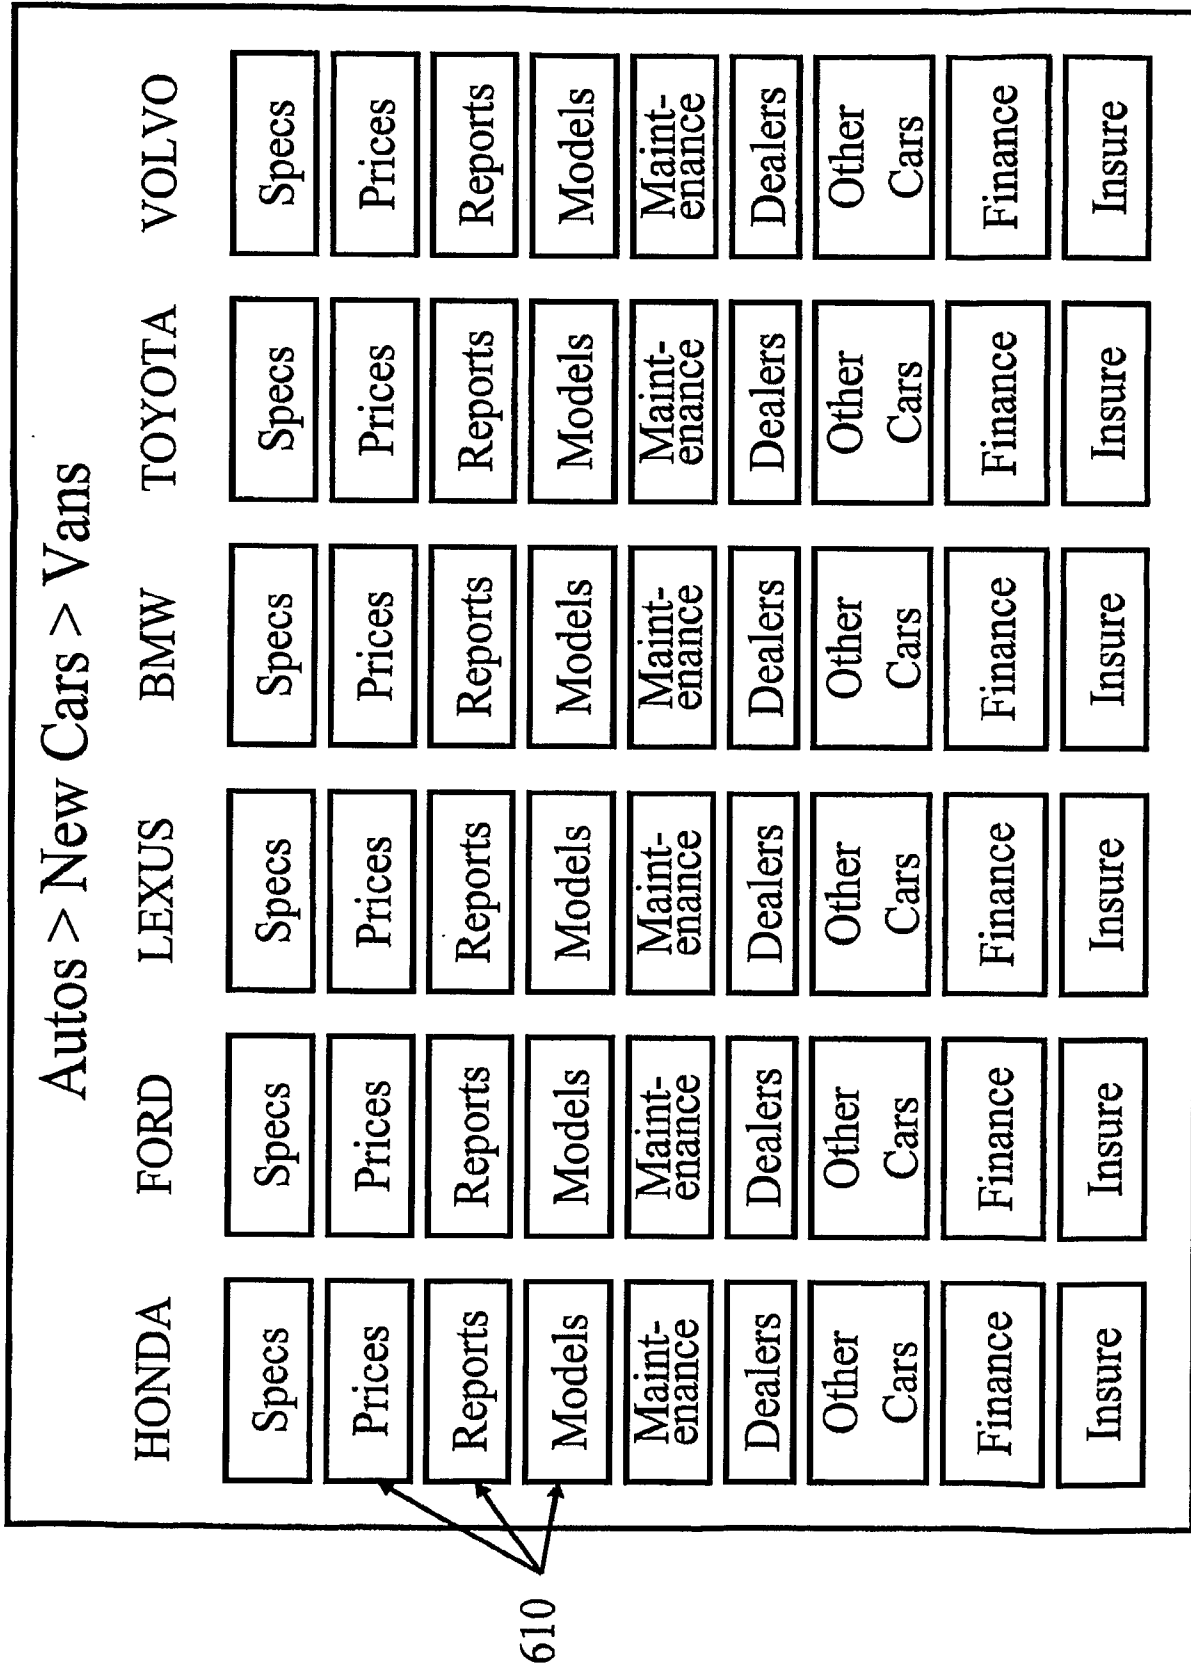 Autos > New Cars > Vans
HONDA FORD LEXUS BMW TOYOTA VOLVO
Specs Specs Specs Specs Specs Specs
Prices Prices Prices Prices Prices Prices
Reports Reports Reports Reports Reports Reports
Models Models Models Models Models Models
Maint- Maint- Maint- Maint- Maint- Maint-
enance enance enance enance enance enance
Dealers Dealers Dealers Dealers Dealers Dealers
Other Other Other Other Other Other
Cars Cars Cars Cars Cars Cars
Finance Finance Finance Finance Finance Finance
Insure Insure Insure Insure Insure Insure
610